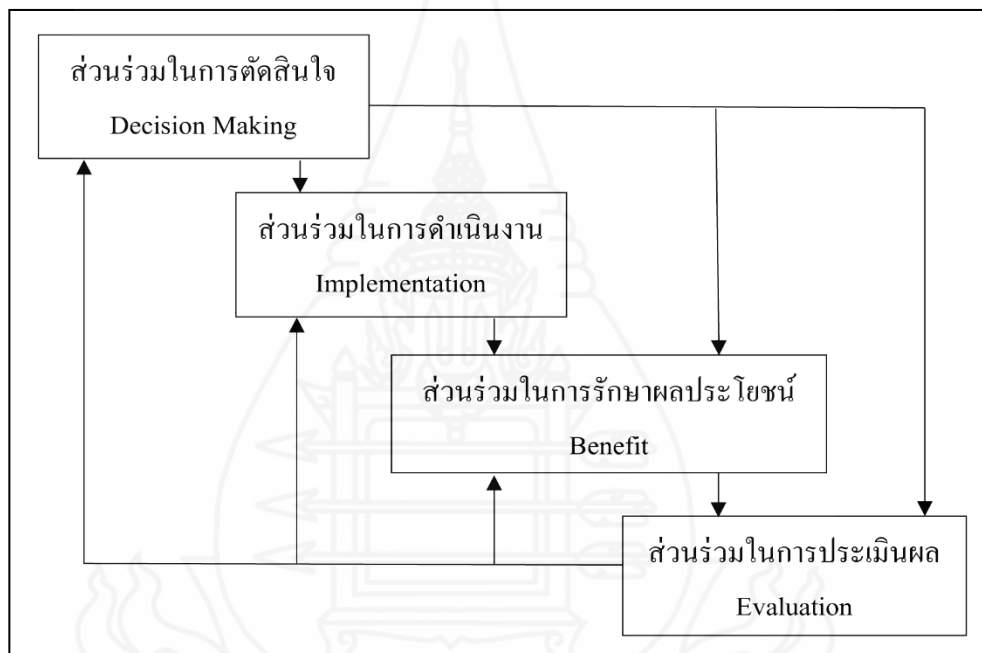 ส่วนร่วมในการตัดสินใจ
Decision Making
ส่วนร่วมในการดำเนินงาน
Implementation
ส่วนร่วมในการรักษาผลประโยชน์
Benefit
ส่วนร่วมในการประเมินผล
Evaluation